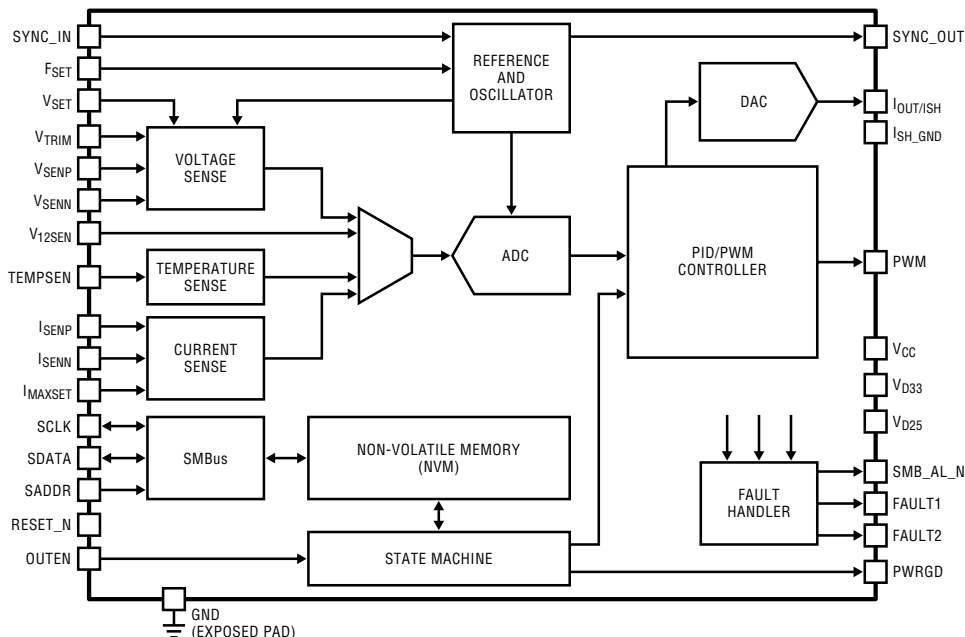 SYNC_IN
FSET
VSET
VTRIM
VSENP
VSENN
V12SEN
TEMPSEN
ISENP
ISENN
IMAXSET
SCLK
SDATA
SADDR
RESET_N
OUTEN
GND
(EXPOSED PAD)
VOLTAGE
SENSE
TEMPERATURE
SENSE
CURRENT
SENSE
SMBus
NON-VOLATILE MEMORY
(NVM)
STATE MACHINE
REFERENCE
AND
OSCILLATOR
ADC
DAC
PID/PWM
CONTROLLER
FAULT
HANDLER
SYNC_OUT
IOUT/ISH
ISH_GND
PWM
VCC
VD33
VD25
SMB_AL_N
FAULT1
FAULT2
PWRGD